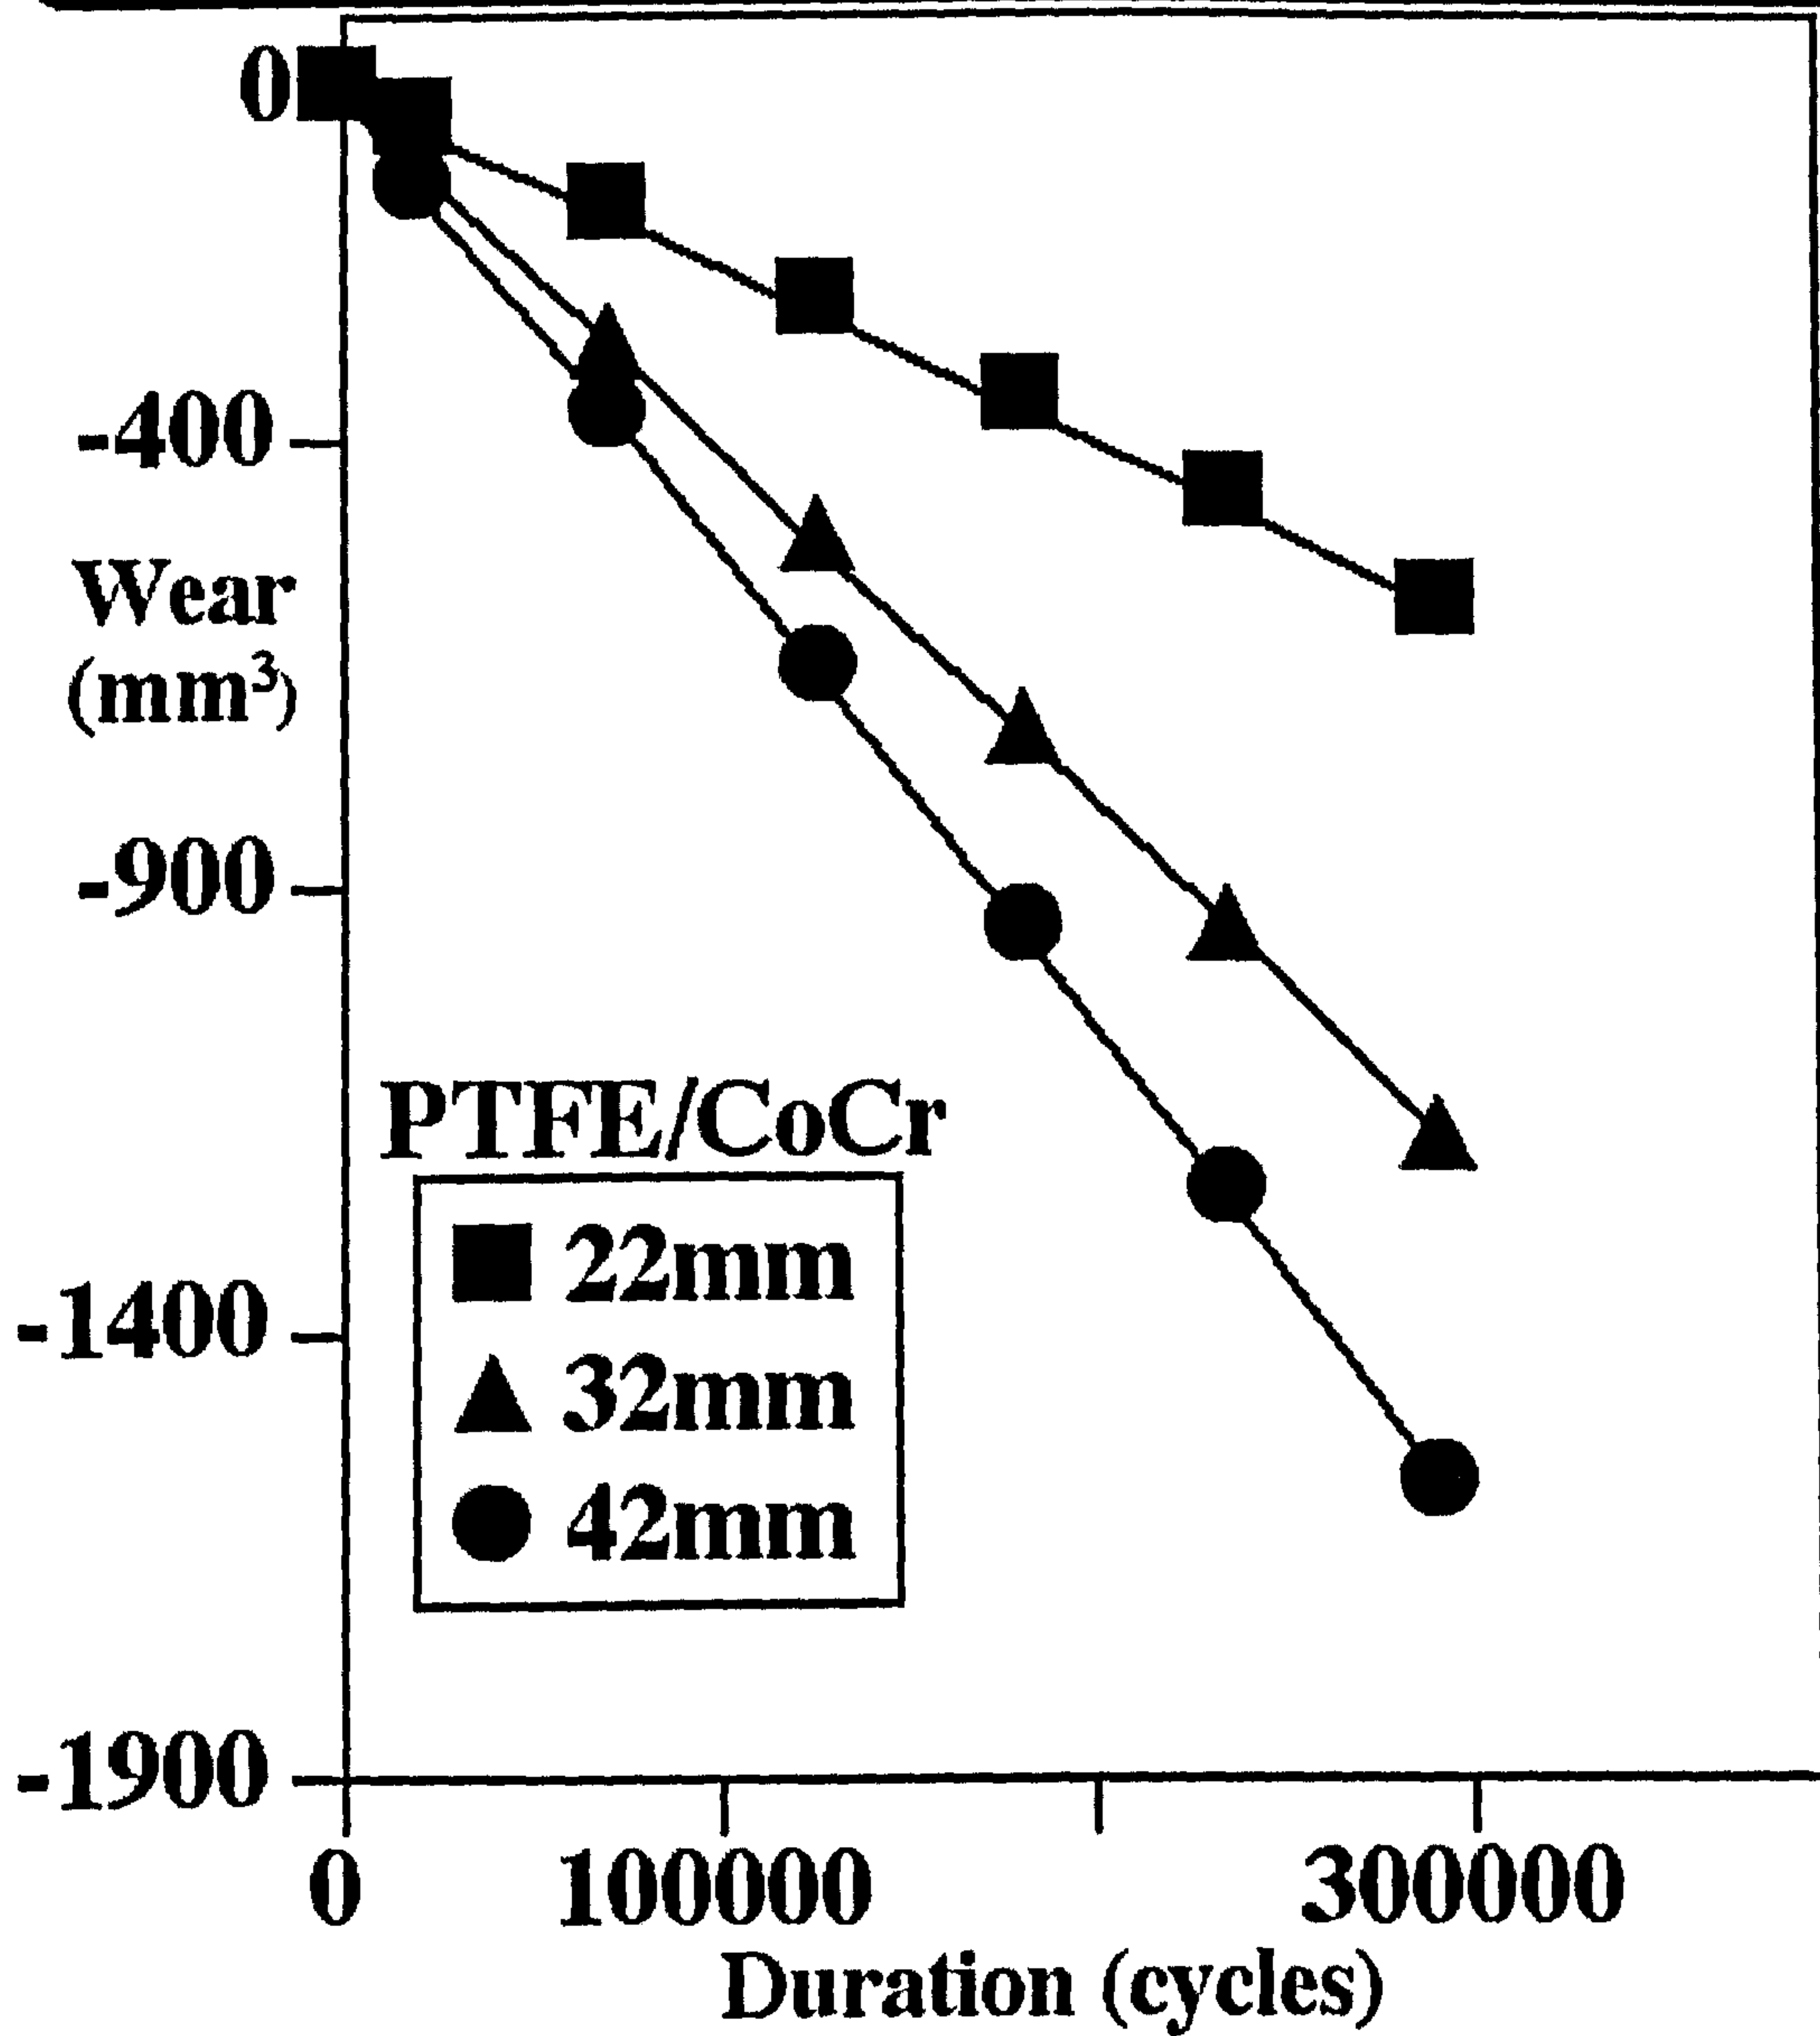 0
-400
Wear
(mm³)
-900
PTFE/CoCr
22mm
32mm
-1400
42mm
-1900
0 100000 300000
Duration (cycles)